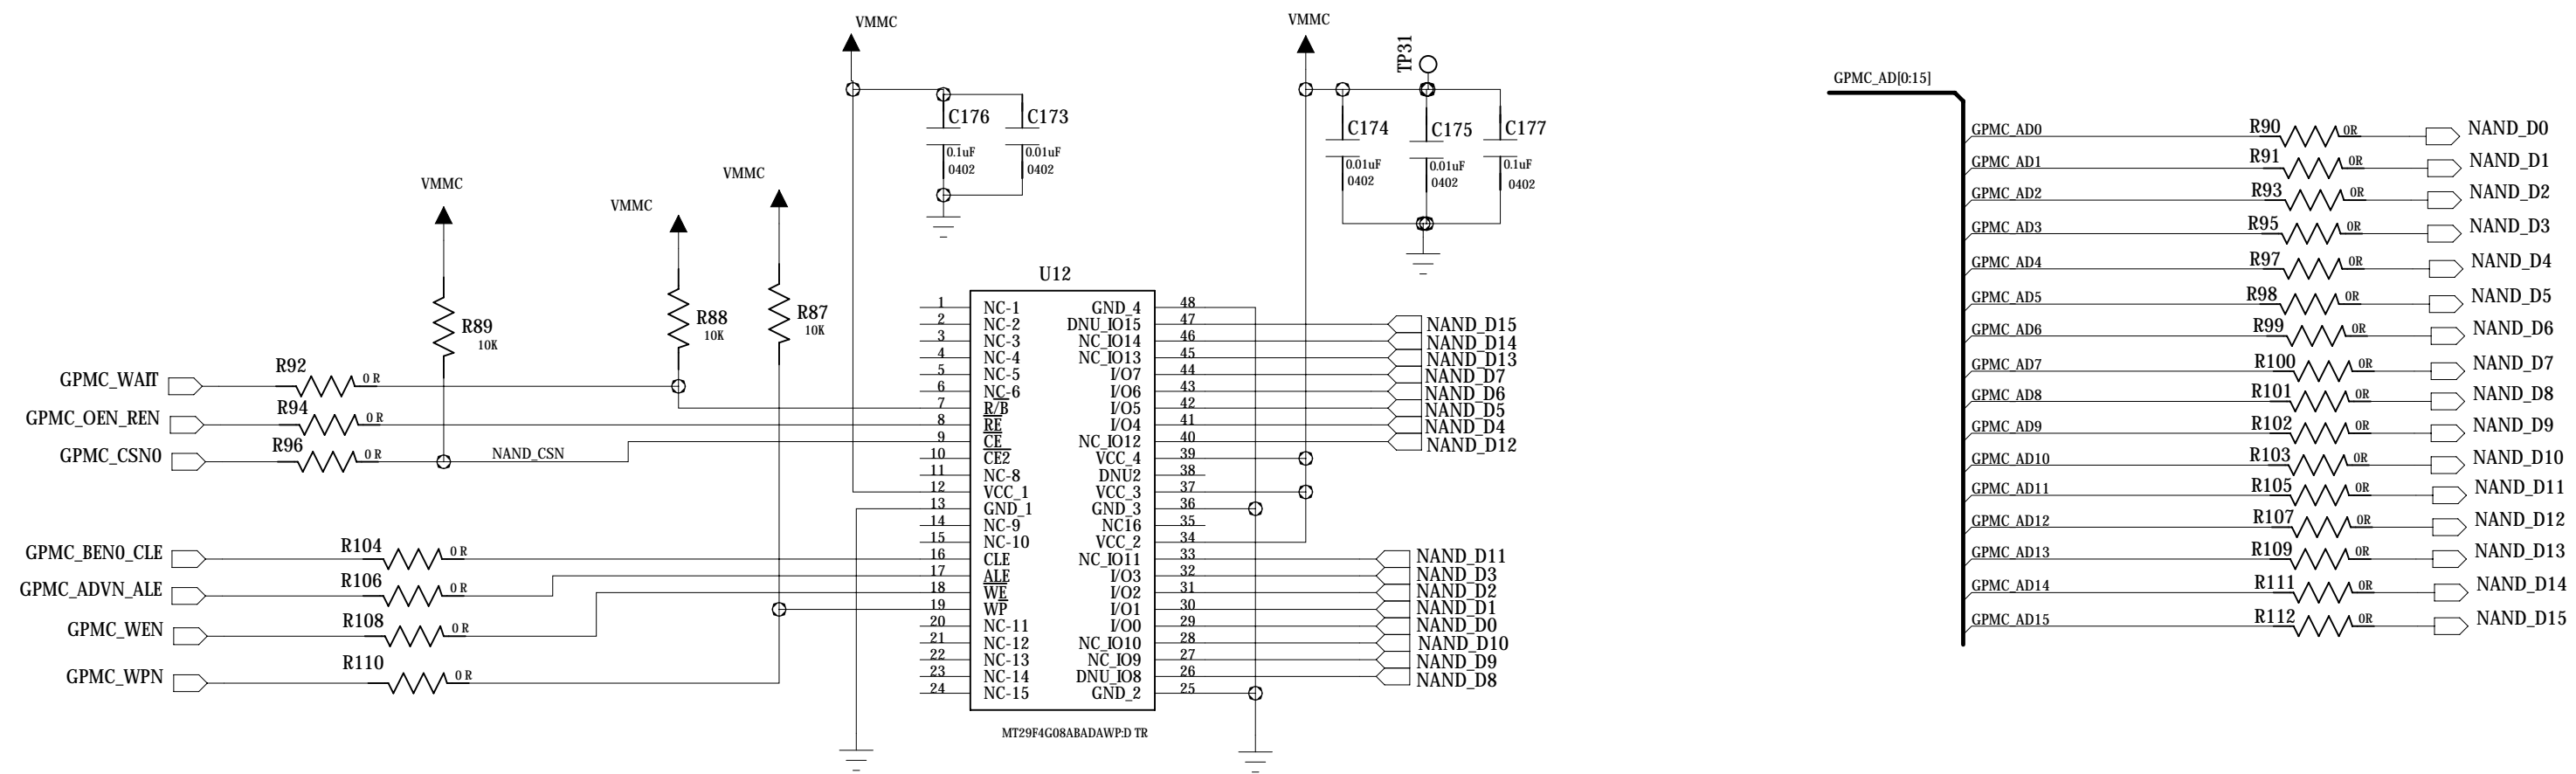 VMMC
VMMC
TP31
GPMC_AD[0:15]
C176
0.1uF
0402
C173
0.01uF
0402
C174
0.01uF
0402
C175
0.01uF
0402
C177
0.1uF
0402
VMMC
VMMC
VMMC
R89
10K
R88
10K
R87
10K
GPMC_WAIT
R92
0R
GPMC_OEN_REN
R94
0R
GPMC_CSN0
R96
0R
NAND_CSN
GPMC_BEN0_CLE
R104
0R
GPMC_ADVN_ALE
R106
0R
GPMC_WEN
R108
0R
GPMC_WPN
R110
0R
U12
1 NC-1 GND_4 48
2 NC-2 DNU_IO15 47 NAND_D15
3 NC-3 NC_IO14 46 NAND_D14
4 NC-4 NC_IO13 45 NAND_D13
5 NC-5 I/O7 44 NAND_D7
6 NC-6 I/O6 43 NAND_D6
7 R/B I/O5 42 NAND_D5
8 RE I/O4 41 NAND_D4
9 CE NC_IO12 40 NAND_D12
10 CE2 VCC_4 39
11 NC-8 DNU2 38
12 VCC_1 VCC_3 37
13 GND_1 GND_3 36
14 NC-9 NC16 35
15 NC-10 VCC_2 34
16 CLE NC_IO11 33 NAND_D11
17 ALE I/O3 32 NAND_D3
18 WE I/O2 31 NAND_D2
19 WP I/O1 30 NAND_D1
20 NC-11 I/O0 29 NAND_D0
21 NC-12 NC_IO10 28 NAND_D10
22 NC-13 NC_IO9 27 NAND_D9
23 NC-14 DNU_IO8 26 NAND_D8
24 NC-15 GND_2 25
MT29F4G08ABADAWP:D TR
GPMC_AD0 R90 0R NAND_D0
GPMC_AD1 R91 0R NAND_D1
GPMC_AD2 R93 0R NAND_D2
GPMC_AD3 R95 0R NAND_D3
GPMC_AD4 R97 0R NAND_D4
GPMC_AD5 R98 0R NAND_D5
GPMC_AD6 R99 0R NAND_D6
GPMC_AD7 R100 0R NAND_D7
GPMC_AD8 R101 0R NAND_D8
GPMC_AD9 R102 0R NAND_D9
GPMC_AD10 R103 0R NAND_D10
GPMC_AD11 R105 0R NAND_D11
GPMC_AD12 R107 0R NAND_D12
GPMC_AD13 R109 0R NAND_D13
GPMC_AD14 R111 0R NAND_D14
GPMC_AD15 R112 0R NAND_D15